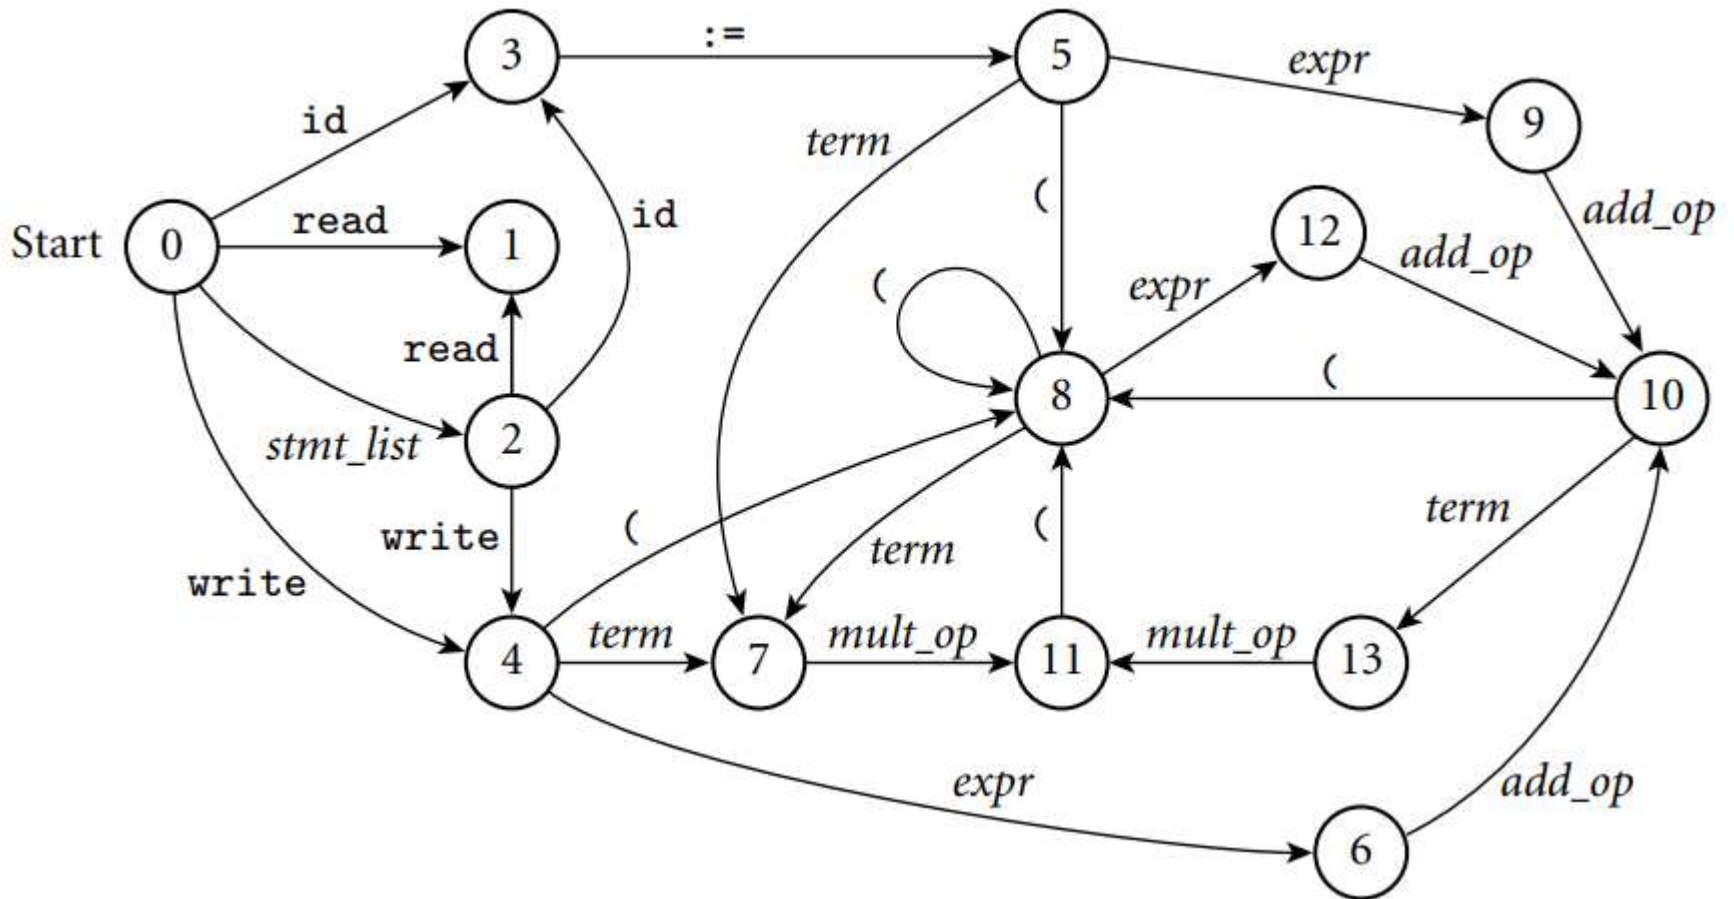 3
:=
5
expr
9
id
term
(
add_op
Start
0
read
1
id
12
add_op
(
expr
read
(
8
10
stmt_list
2
write
(
term
(
term
write
4
term
7
mult_op
11
mult_op
13
expr
add_op
6